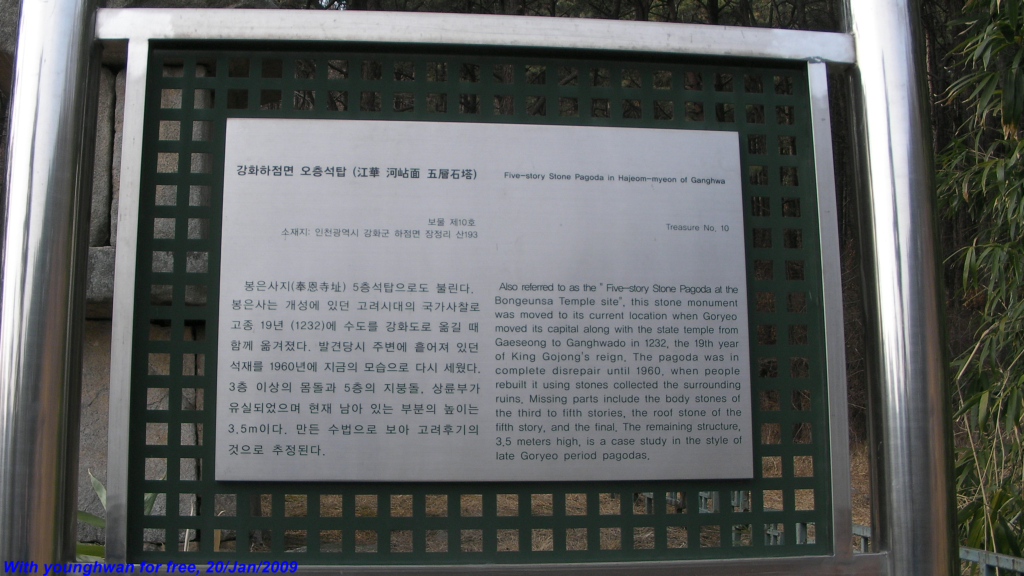 강화하점면 오층석탑 (江華 河岾面 五層石塔)
보물 제10호
소재지: 인천광역시 강화군 하점면 장정리 산193
봉은사지(奉恩寺址) 5층석탑으로도 불린다.
봉은사는 개성에 있던 고려시대의 국가사찰로
고종 19년 (1232)에 수도를 강화도로 옮길 때
함께 옮겨졌다. 발견당시 주변에 흩어져 있던
석재를 1960년에 지금의 모습으로 다시 세웠다.
3층 이상의 몸돌과 5층의 지붕돌, 상륜부가
유실되었으며 현재 남아 있는 부분의 높이는
3.5m이다. 만든 수법으로 보아 고려후기의
것으로 추정된다.
Five-story Stone Pagoda in Hajeom-myeon of Ganghwa
Treasure No. 10
Also referred to as the " Five-story Stone Pagoda at the
Bongeunsa Temple site", this stone monument
was moved to its current location when Goryeo
moved its capital along with the state temple from
Gaeseong to Ganghwado in 1232, the 19th year
of King Gojong's reign. The pagoda was in
complete disrepair until 1960, when people
rebuilt it using stones collected the surrounding
ruins. Missing parts include the body stones of
the third to fifth stories, the roof stone of the
fifth story, and the finial. The remaining structure,
3.5 meters high, is a case study in the style of
late Goryeo period pagodas.
With younghwan for free, 20/Jan/2009